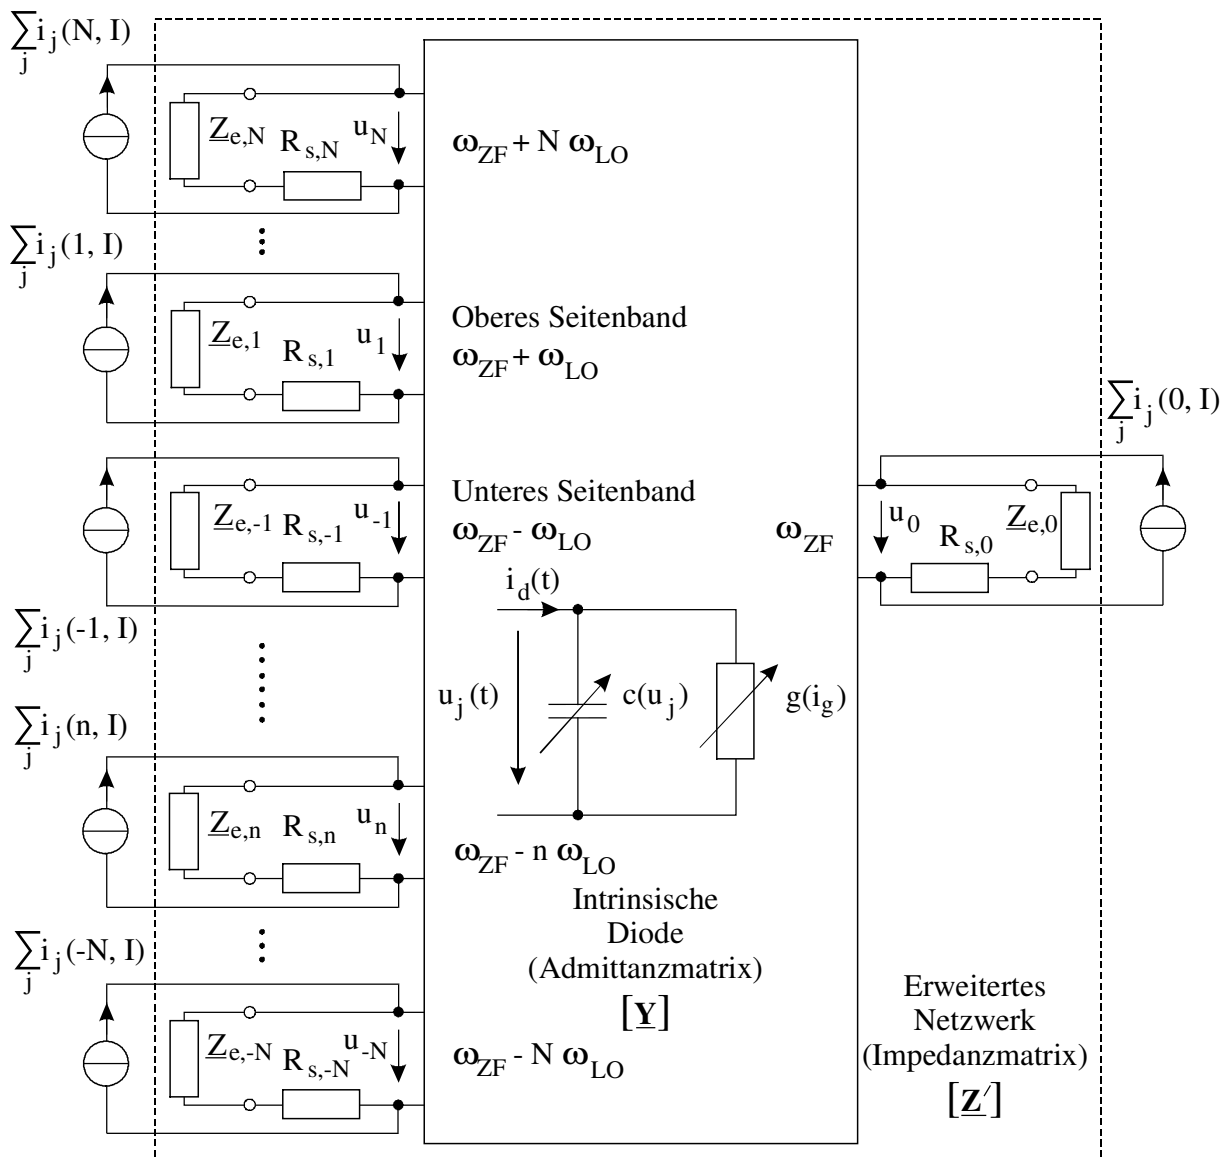 ∑ i_j(N, I)
j
Z_e,N
R_s,N
u_N
ω_ZF + N ω_LO
∑ i_j(1, I)
j
Z_e,1
R_s,1
u_1
Oberes Seitenband
ω_ZF + ω_LO
∑ i_j(0, I)
j
Z_e,-1
R_s,-1
u_-1
Unteres Seitenband
ω_ZF - ω_LO
ω_ZF
u_0
R_s,0
Z_e,0
∑ i_j(-1, I)
j
i_d(t)
u_j(t)
c(u_j)
g(i_g)
∑ i_j(n, I)
j
Z_e,n
R_s,n
u_n
ω_ZF - n ω_LO
Intrinsische
Diode
(Admittanzmatrix)
[Y]
∑ i_j(-N, I)
j
Z_e,-N
R_s,-N
u_-N
ω_ZF - N ω_LO
Erweitertes
Netzwerk
(Impedanzmatrix)
[Z′]